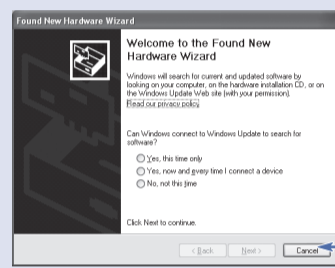 Found New Hardware Wizard
Welcome to the Found New
Hardware Wizard
Windows will search for current and updated software by
looking on your computer, on the hardware installation CD, or on
the Windows Update Web site (with your permission).
Read our privacy policy
Can Windows connect to Windows Update to search for
software?
Yes, this time only
Yes, now and every time I connect a device
No, not this time
Click Next to continue.
< Back Next > Cancel